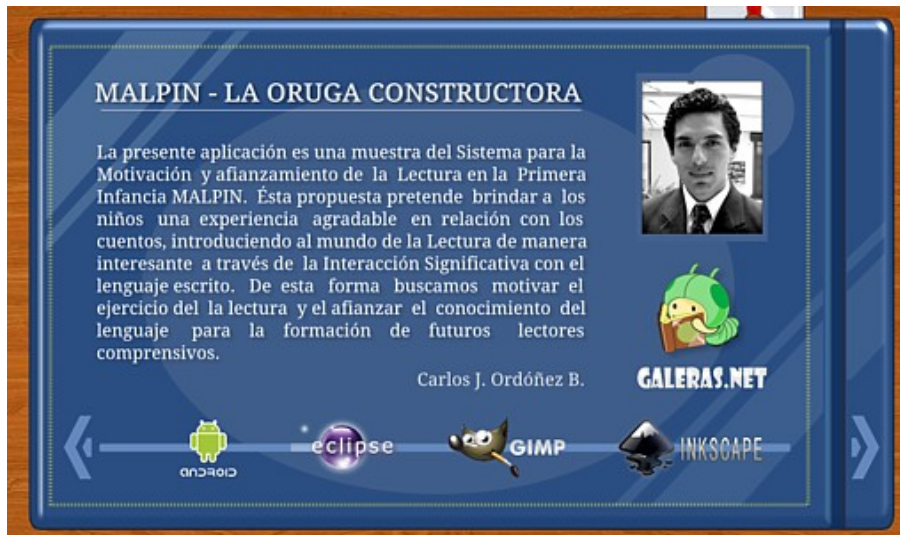 MALPIN - LA ORUGA CONSTRUCTORA
La presente aplicación es una muestra del Sistema para la
Motivación y afianzamiento de la Lectura en la Primera
Infancia MALPIN. Ésta propuesta pretende brindar a los
niños una experiencia agradable en relación con los
cuentos, introduciendo al mundo de la Lectura de manera
interesante a través de la Interacción Significativa con el
lenguaje escrito. De esta forma buscamos motivar el
ejercicio del la lectura y el afianzar el conocimiento del
lenguaje para la formación de futuros lectores
comprensivos.
Carlos J. Ordóñez B.
GALERAS.NET
ANDROID
eclipse
GIMP
INKSCAPE